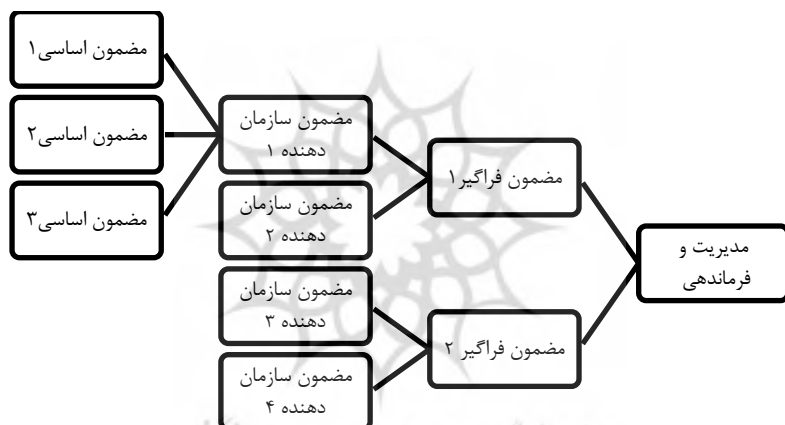 مدیریت و
فرماندهی
مضمون فراگیر۱
مضمون فراگیر ۲
مضمون سازمان
دهنده ۱
مضمون سازمان
دهنده ۲
مضمون سازمان
دهنده ۳
مضمون سازمان
دهنده ۴
مضمون اساسی۱
مضمون اساسی۲
مضمون اساسی۳